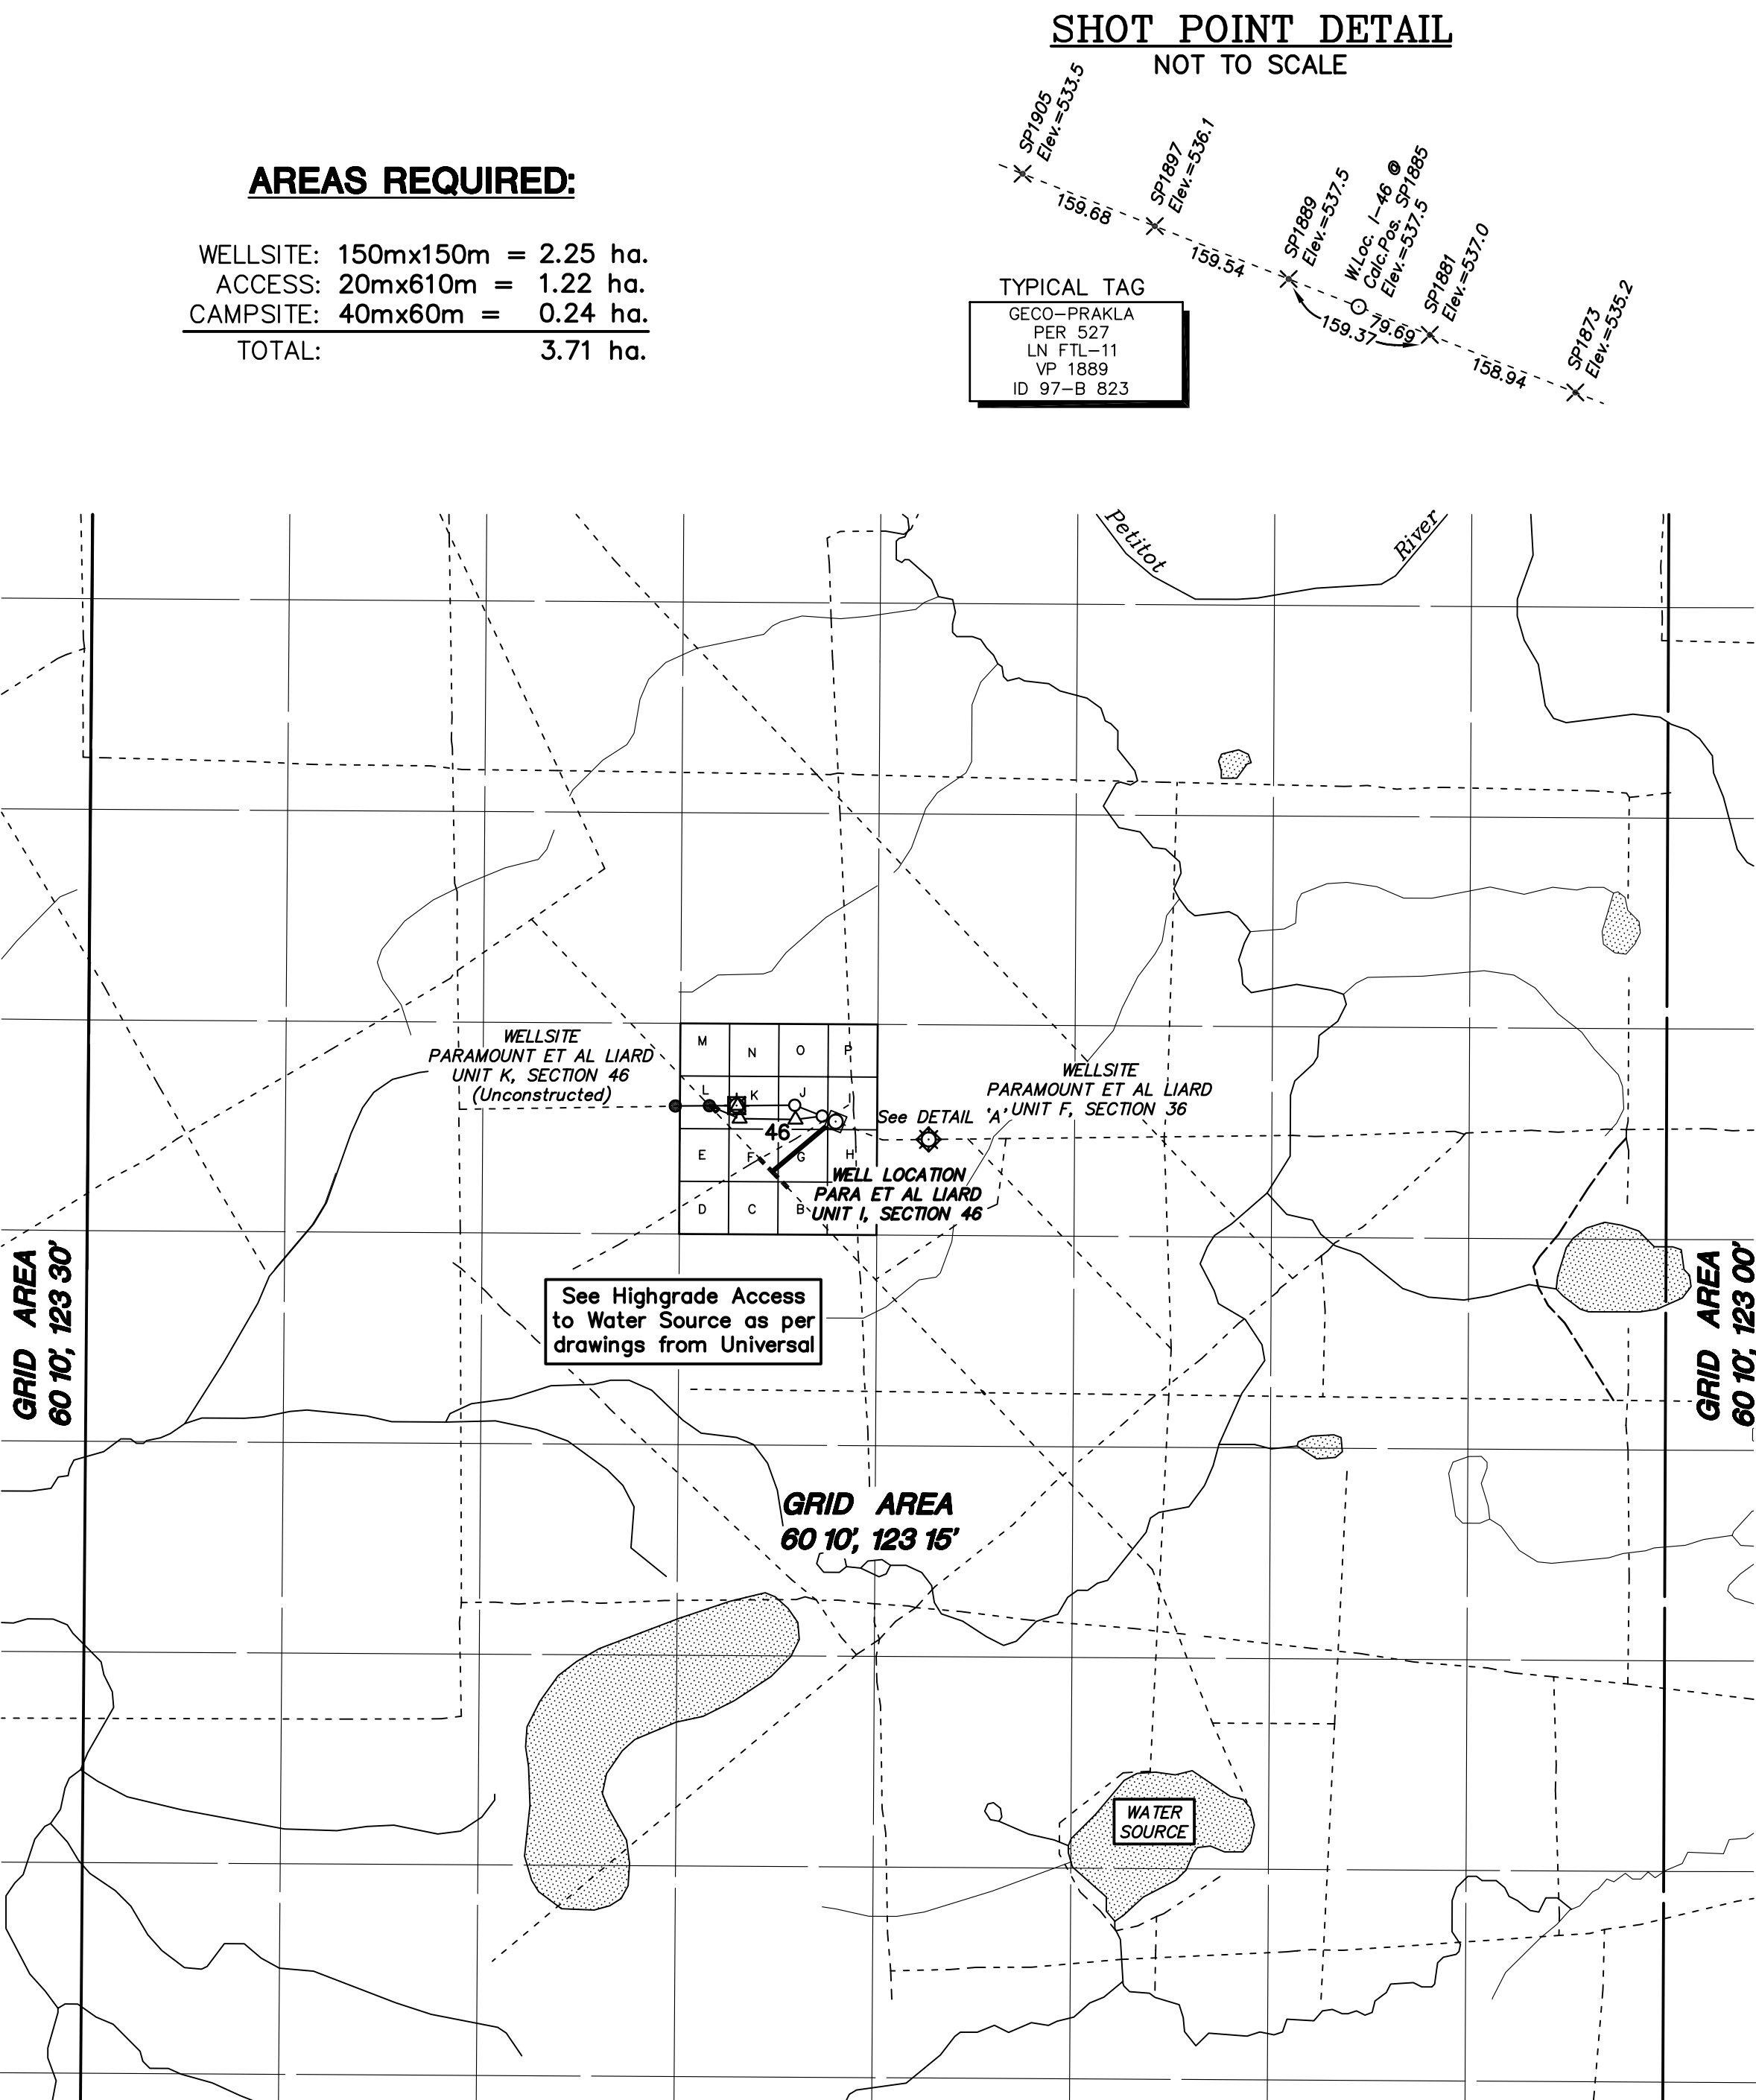 SHOT POINT DETAIL
NOT TO SCALE
SP1905
Elev.=533.5
SP1897
Elev.=536.1
SP1889
Elev.=537.5
W.Loc. I-46 @
Calc.Pos. SP1885
Elev.=537.5
SP1881
Elev.=537.0
SP1873
Elev.=535.2
159.68
159.54
159.37
79.69
158.94
AREAS REQUIRED:
WELLSITE: 150mx150m = 2.25 ha.
ACCESS: 20mx610m = 1.22 ha.
CAMPSITE: 40mx60m = 0.24 ha.
TOTAL: 3.71 ha.
TYPICAL TAG
GECO-PRAKLA
PER 527
LN FTL-11
VP 1889
ID 97-B 823
Petitot
River
WELLSITE
PARAMOUNT ET AL LIARD
UNIT K, SECTION 46
(Unconstructed)
M
N
O
P
L
K
J
46
E
F
G
H
D
C
B
WELLSITE
PARAMOUNT ET AL LIARD
UNIT F, SECTION 36
See DETAIL 'A'
WELL LOCATION
PARA ET AL LIARD
UNIT I, SECTION 46
See Highgrade Access
to Water Source as per
drawings from Universal
GRID AREA
60 10', 123 30'
GRID AREA
60 10', 123 00'
GRID AREA
60 10', 123 15'
WATER
SOURCE